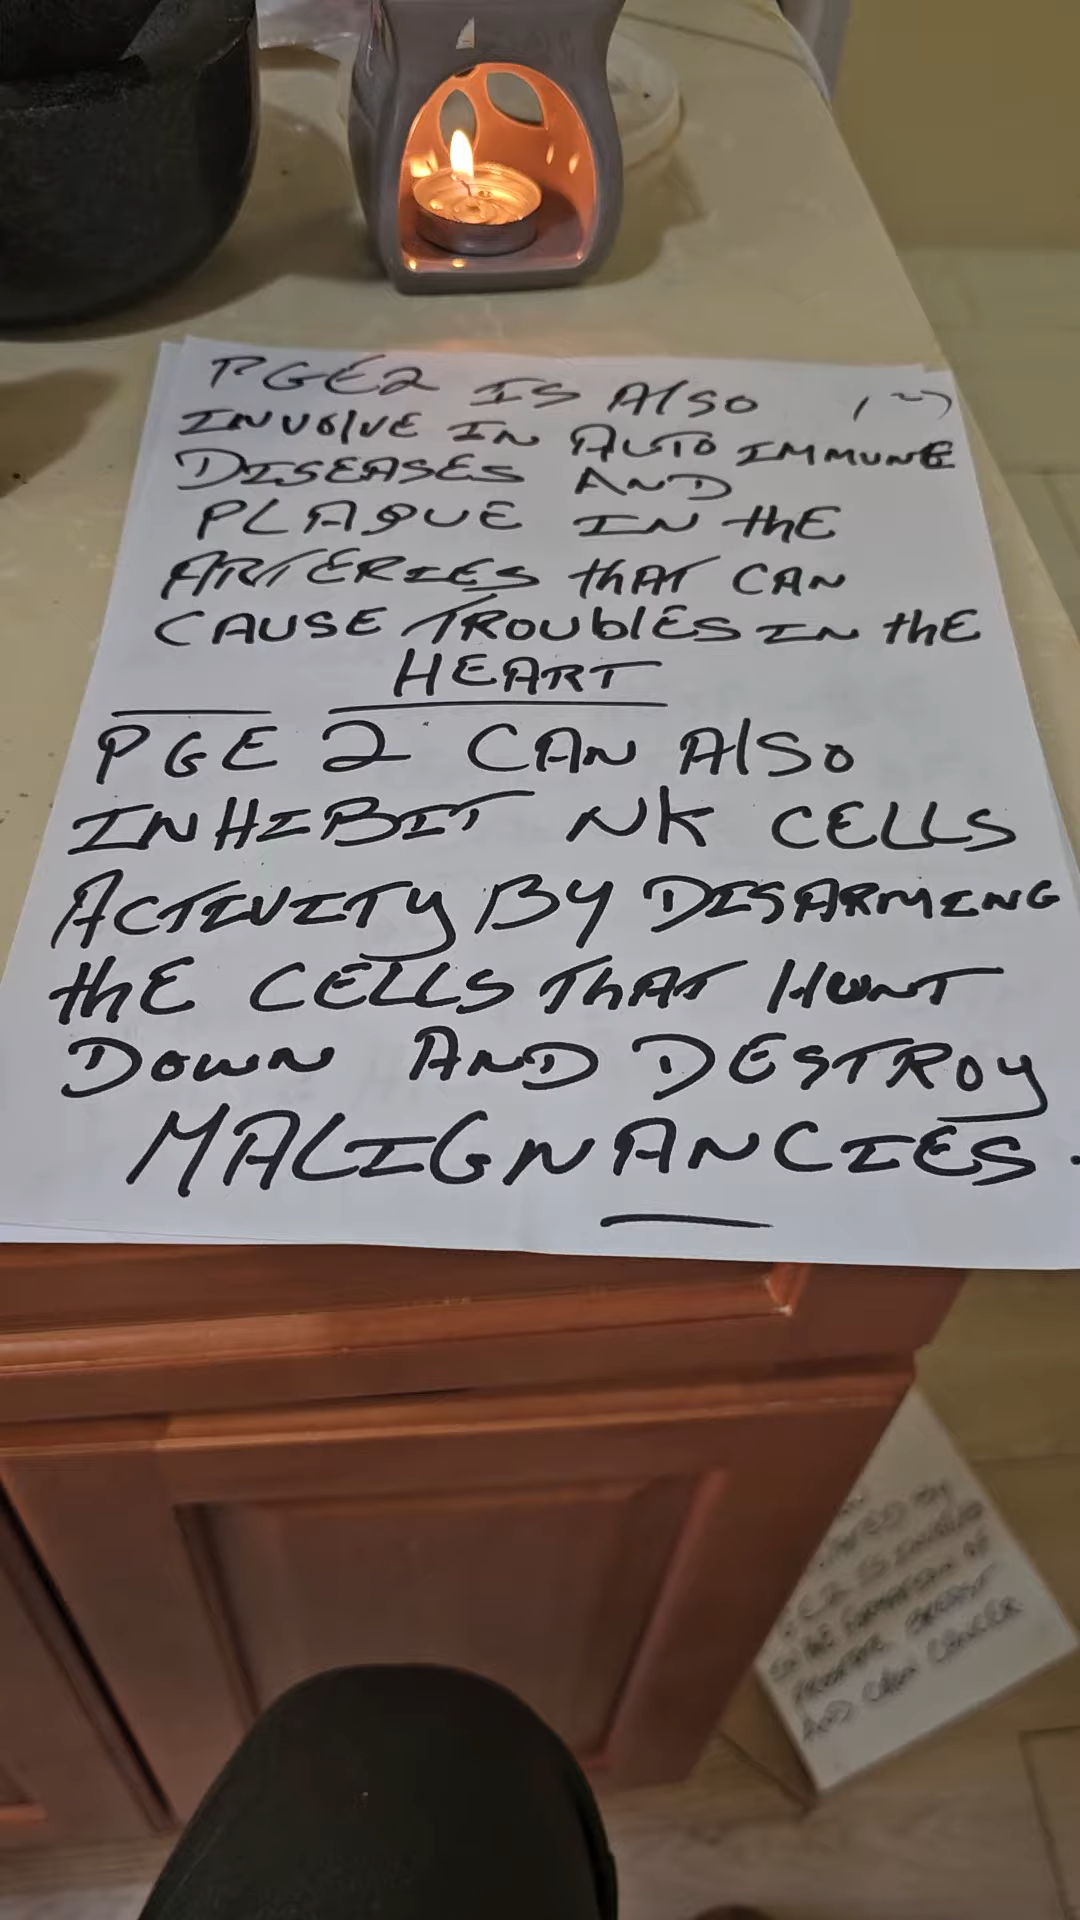 PGE2 IS AlSO
INVOlVE IN AUTO IMMUNE
DISEASES AND
PLAQUE IN thE
ARTERIES thAT CAN
CAUSE TROUblES IN thE
HEART
PGE 2 CAN AlSO
INHIBIT NK CELLS
ACTIVITY BY DISARMING
thE CELLS ThAT HUNT
DOWN AND DESTROY
MALIGNANCIES.
BREAST
CANCER